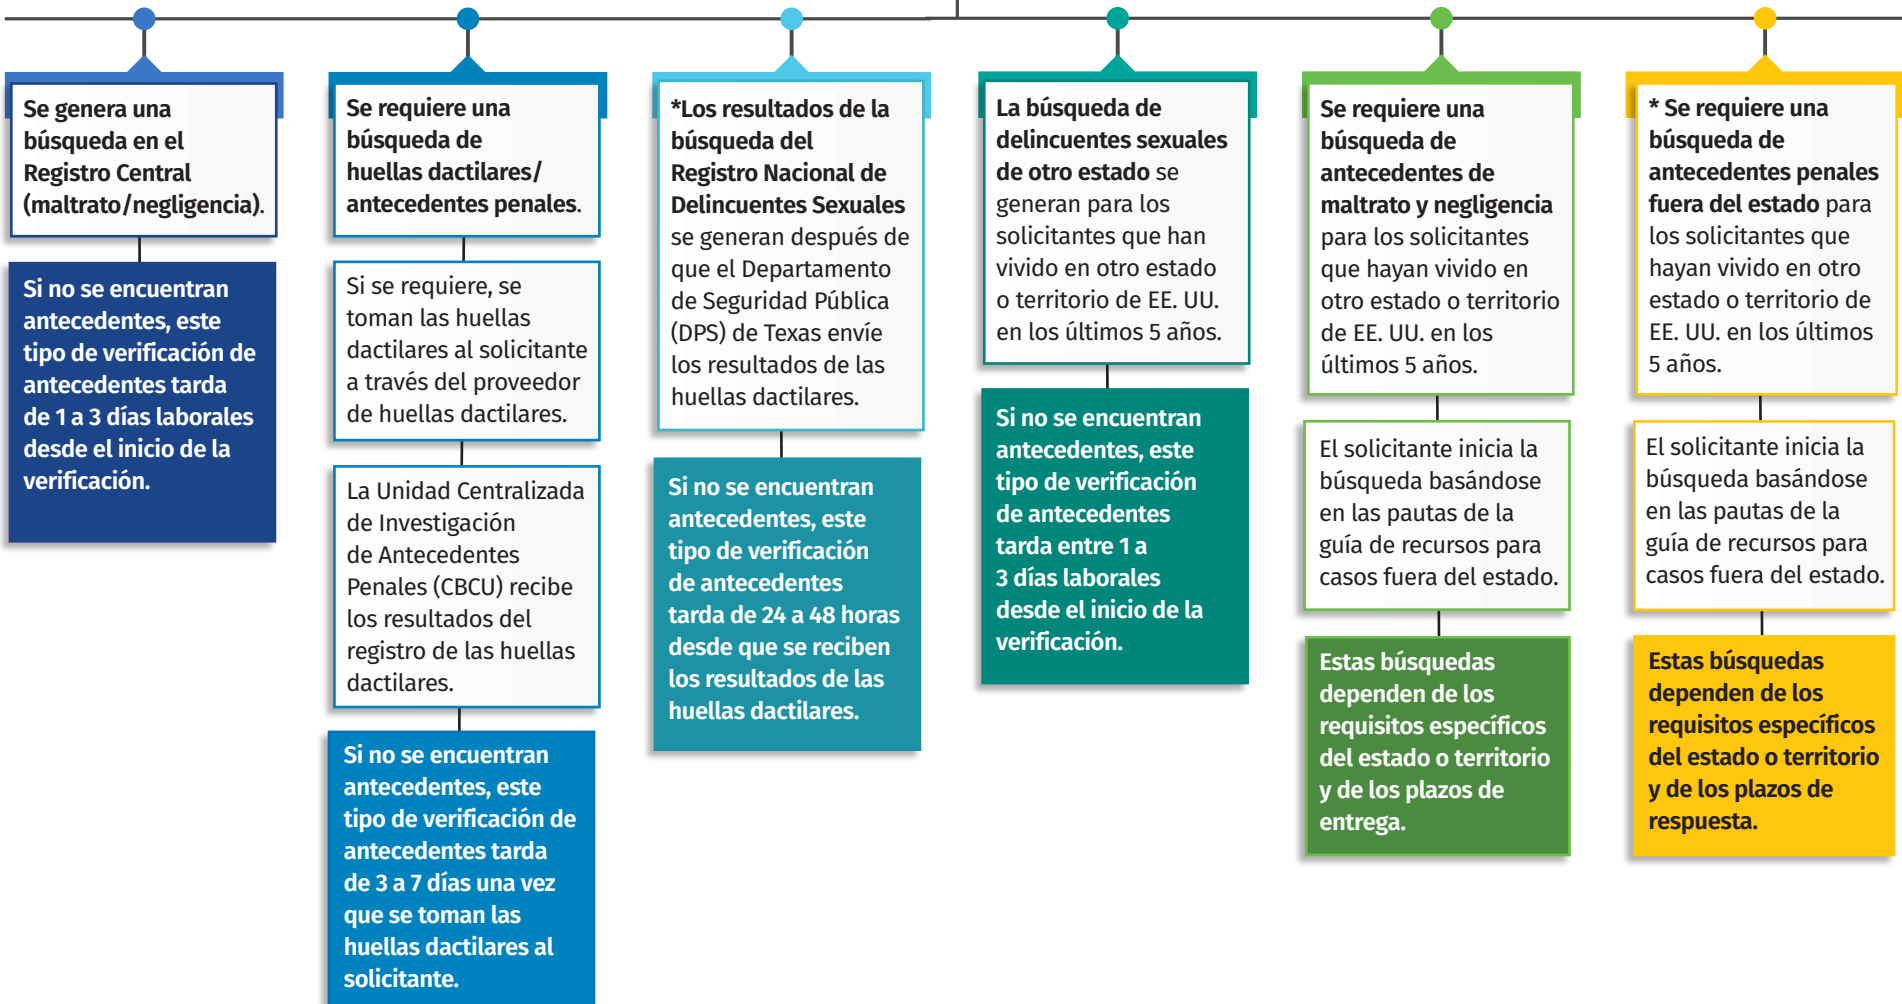 Se genera una
búsqueda en el
Registro Central
(maltrato/negligencia).
Si no se encuentran
antecedentes, este
tipo de verificación de
antecedentes tarda
de 1 a 3 días laborales
desde el inicio de la
verificación.
Se requiere una
búsqueda de
huellas dactilares/
antecedentes penales.
Si se requiere, se
toman las huellas
dactilares al solicitante
a través del proveedor
de huellas dactilares.
La Unidad Centralizada
de Investigación
de Antecedentes
Penales (CBCU) recibe
los resultados del
registro de las huellas
dactilares.
Si no se encuentran
antecedentes, este
tipo de verificación de
antecedentes tarda
de 3 a 7 días una vez
que se toman las
huellas dactilares al
solicitante.
*Los resultados de la
búsqueda del
Registro Nacional de
Delincuentes Sexuales
se generan después de
que el Departamento
de Seguridad Pública
(DPS) de Texas envíe
los resultados de las
huellas dactilares.
Si no se encuentran
antecedentes, este
tipo de verificación
de antecedentes
tarda de 24 a 48 horas
desde que se reciben
los resultados de las
huellas dactilares.
La búsqueda de
delincuentes sexuales
de otro estado se
generan para los
solicitantes que han
vivido en otro estado
o territorio de EE. UU.
en los últimos 5 años.
Si no se encuentran
antecedentes, este
tipo de verificación
de antecedentes
tarda entre 1 a
3 días laborales
desde el inicio de la
verificación.
Se requiere una
búsqueda de
antecedentes de
maltrato y negligencia
para los solicitantes
que hayan vivido en
otro estado o territorio
de EE. UU. en los
últimos 5 años.
El solicitante inicia la
búsqueda basándose
en las pautas de la
guía de recursos para
casos fuera del estado.
Estas búsquedas
dependen de los
requisitos específicos
del estado o territorio
y de los plazos de
entrega.
* Se requiere una
búsqueda de
antecedentes penales
fuera del estado para
los solicitantes que
hayan vivido en otro
estado o territorio de
EE. UU. en los últimos
5 años.
El solicitante inicia la
búsqueda basándose
en las pautas de la
guía de recursos para
casos fuera del estado.
Estas búsquedas
dependen de los
requisitos específicos
del estado o territorio
y de los plazos de
respuesta.